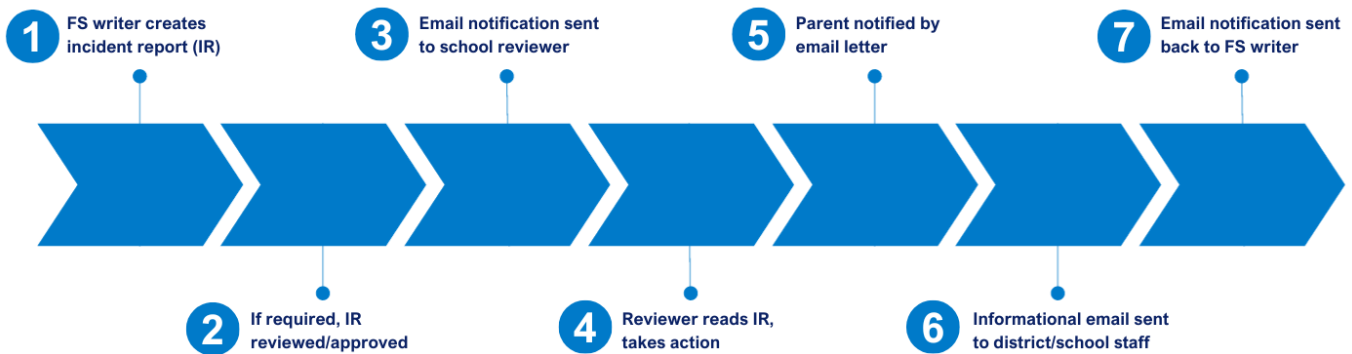 1
FS writer creates
incident report (IR)
2
If required, IR
reviewed/approved
3
Email notification sent
to school reviewer
4
Reviewer reads IR,
takes action
5
Parent notified by
email letter
6
Informational email sent
to district/school staff
7
Email notification sent
back to FS writer